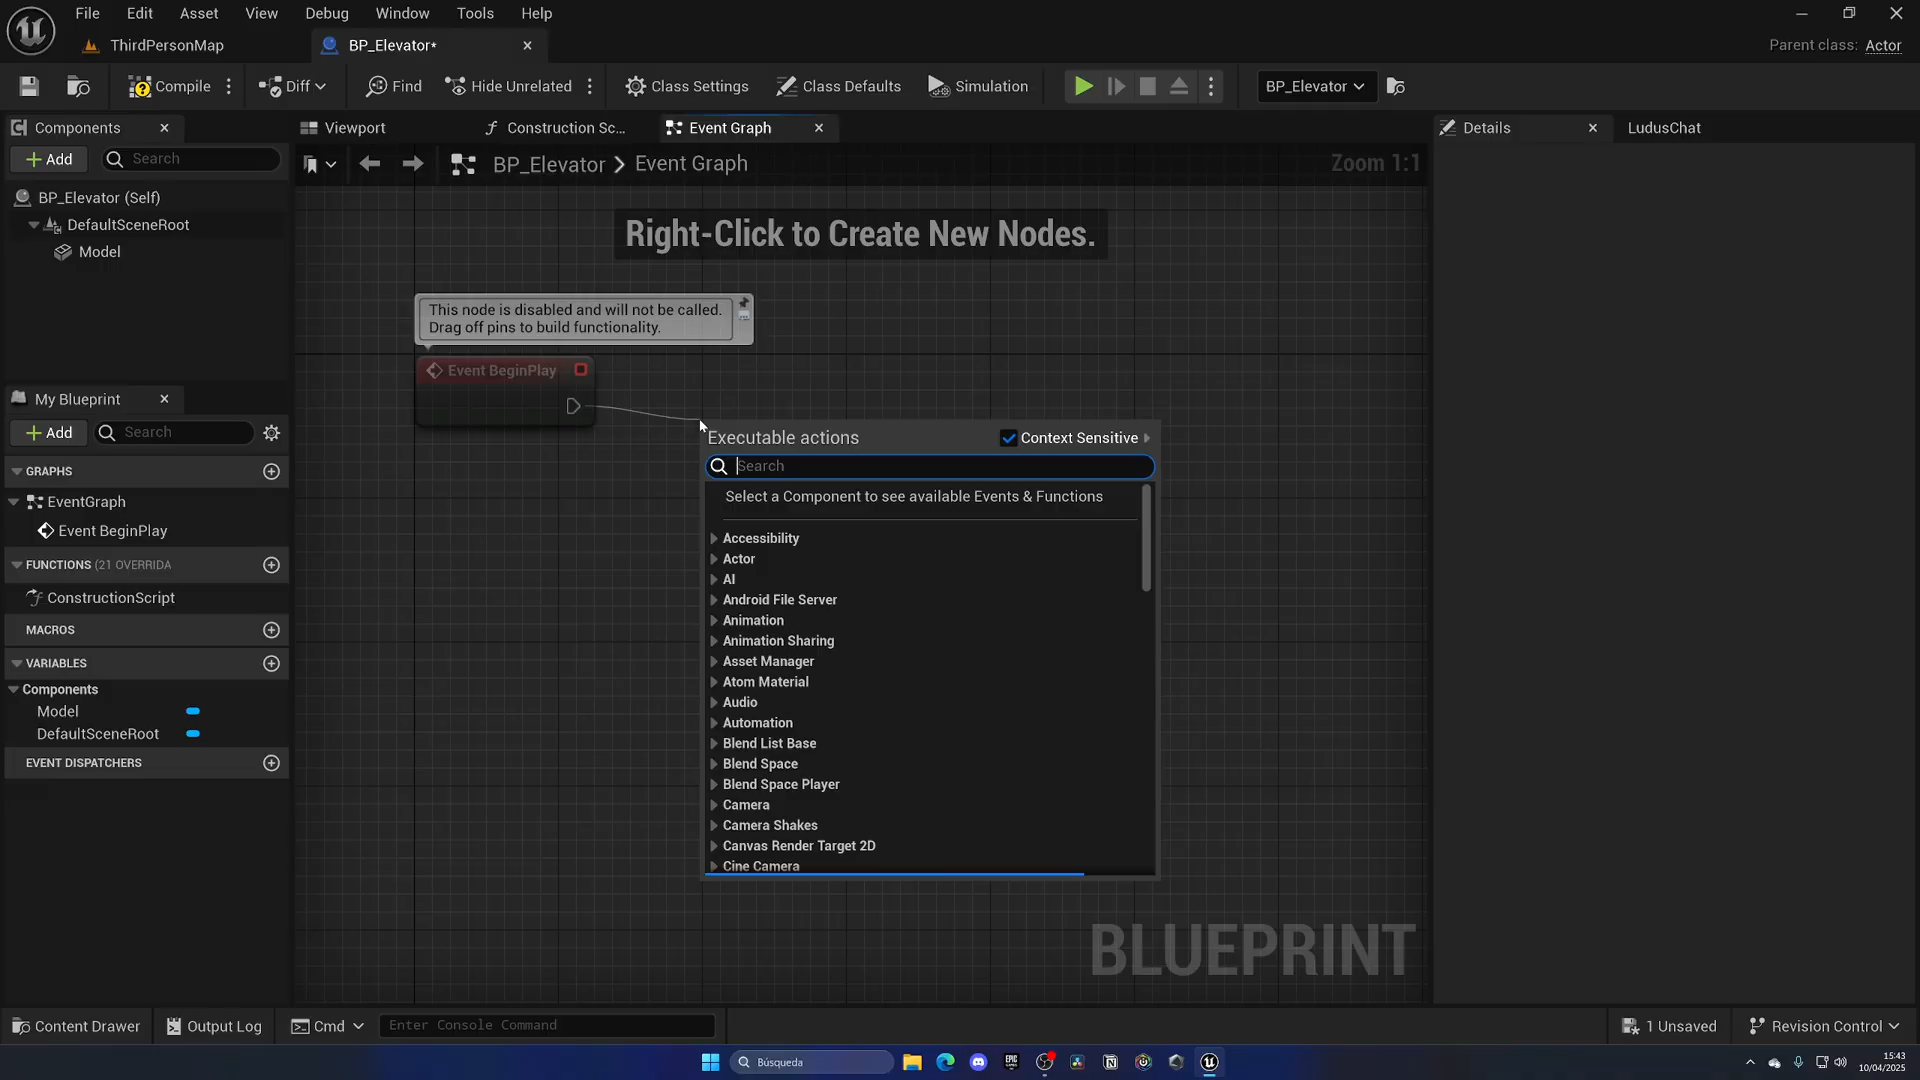 File Edit Asset View Debug Window Tools Help
ThirdPersonMap
BP_Elevator*
Parent class: Actor
Compile
Diff
Find
Hide Unrelated
Class Settings
Class Defaults
Simulation
BP_Elevator
Components
Add
Search
BP_Elevator (Self)
DefaultSceneRoot
Model
My Blueprint
Add
Search
GRAPHS
EventGraph
Event BeginPlay
FUNCTIONS (21 OVERRIDA
ConstructionScript
MACROS
VARIABLES
Components
Model
DefaultSceneRoot
EVENT DISPATCHERS
Viewport
Construction Sc...
Event Graph
BP_Elevator > Event Graph
Zoom 1:1
Right-Click to Create New Nodes.
This node is disabled and will not be called.
Drag off pins to build functionality.
Event BeginPlay
Executable actions
Context Sensitive
Search
Select a Component to see available Events & Functions
Accessibility
Actor
AI
Android File Server
Animation
Animation Sharing
Asset Manager
Atom Material
Audio
Automation
Blend List Base
Blend Space
Blend Space Player
Camera
Camera Shakes
Canvas Render Target 2D
Cine Camera
BLUEPRINT
Details
LudusChat
Content Drawer
Output Log
Cmd
Enter Console Command
1 Unsaved
Revision Control
Búsqueda
15:43
10/04/2025